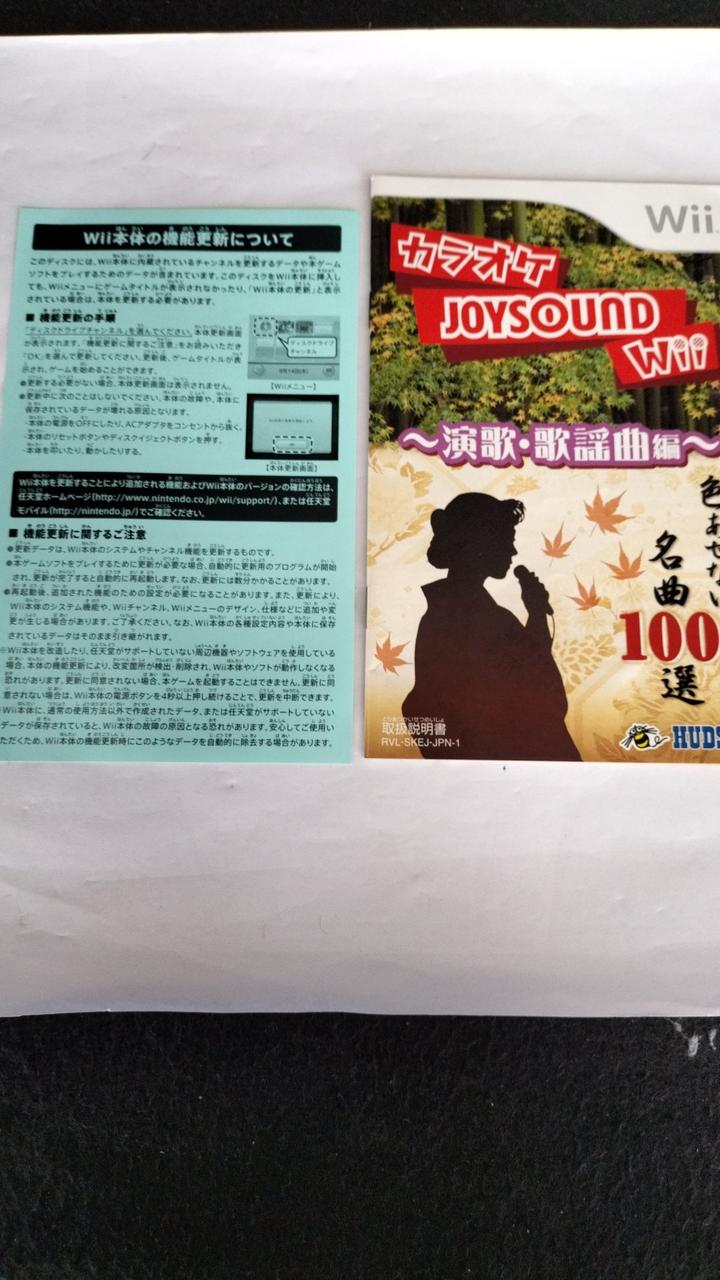 Wii本体の機能更新について
このディスクには、Wii本体に内蔵されているチャンネルを更新するデータや本ゲーム
ソフトをプレイするためのデータが含まれています。このディスクをWii本体に挿入し
ても、Wiiメニューにゲームタイトルが表示されなかったり、「Wii本体の更新」と表示
されている場合は、本体を更新する必要があります。
■ 機能更新の手順
「ディスクドライブチャンネル」を選んでください。本体更新画面
が表示されます。「機能更新に関するご注意」をお読みいただき
「OK」を選んで更新してください。更新後、ゲームタイトルが表
示され、ゲームを始めることができます。
●更新する必要がない場合、本体更新画面は表示されません。
●更新中に次のことはしないでください。本体の故障や、本体に
保存されているデータが壊れる原因となります。
・本体の電源をOFFにしたり、ACアダプタをコンセントから抜く。
・本体のリセットボタンやディスクイジェクトボタンを押す。
・本体を叩いたり、動かしたりする。
ディスクドライブ
チャンネル
【Wiiメニュー】
【本体更新画面】
Wii本体を更新することにより追加される機能およびWii本体のバージョンの確認方法は、
任天堂ホームページ(http://www.nintendo.co.jp/wii/support/)、または任天堂
モバイル(http://nintendo.jp/)でご確認ください。
■ 機能更新に関するご注意
●更新データは、Wii本体のシステムやチャンネル機能を更新するものです。
●本ゲームソフトをプレイするために更新が必要な場合、自動的に更新用のプログラムが開始
され、更新が完了すると自動的に再起動します。なお、更新には数分かかることがあります。
●再起動後、追加された機能のための設定が必要になることがあります。また、更新により、
Wii本体のシステム機能や、Wiiチャンネル、Wiiメニューのデザイン、仕様などに追加や変
更が生じる場合があります。ご了承ください。なお、Wii本体の各種設定内容や本体に保存
されているデータはそのまま引き継がれます。
※Wii本体を改造したり、任天堂がサポートしていない周辺機器やソフトウェアを使用している
場合、本体の機能更新により、改変箇所が検出・削除され、Wii本体やソフトが動作しなくなる
恐れがあります。更新に同意されない場合、本ゲームを起動することはできません。更新に同
意されない場合は、Wii本体の電源ボタンを4秒以上押し続けることで、更新を中断できます。
Wii本体に、通常の使用方法以外で作成されたデータ、または任天堂がサポートしていない
データが保存されていると、Wii本体の故障の原因となる恐れがあります。安心してご使用い
ただくため、Wii本体の機能更新時にこのようなデータを自動的に除去する場合があります。
Wii
カラオケ
JOYSOUND
Wii
～演歌・歌謡曲編～
色あせない
名曲
100
選
とりあつかいせつめいしょ
取扱説明書
RVL-SKEJ-JPN-1
HUDS